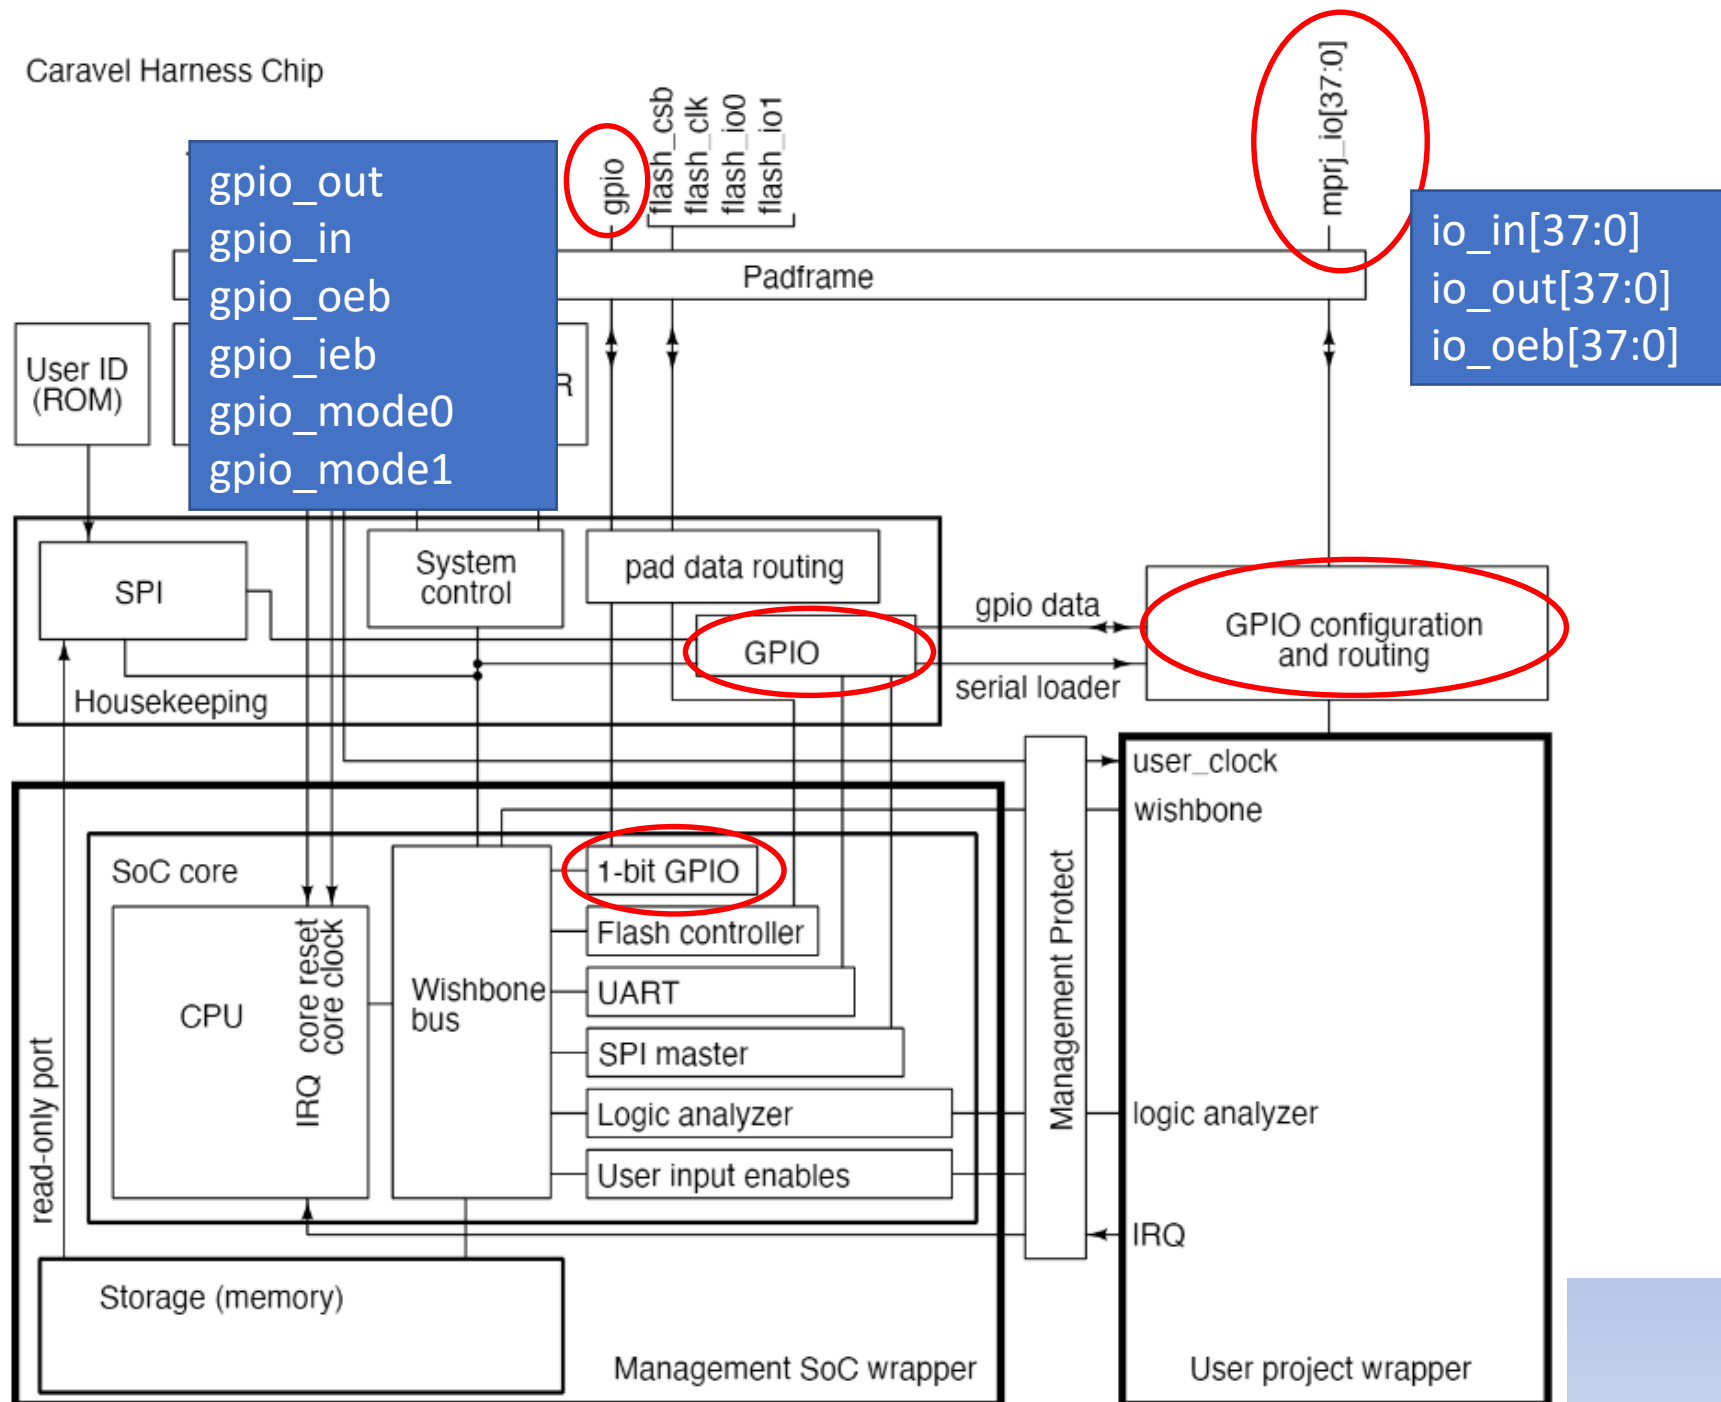 Caravel Harness Chip
gpio
flash_csb
flash_clk
flash_io0
flash_io1
mprj_io[37:0]
gpio_out
gpio_in
gpio_oeb
gpio_ieb
gpio_mode0
gpio_mode1
io_in[37:0]
io_out[37:0]
io_oeb[37:0]
Padframe
User ID
(ROM)
R
SPI
System
control
pad data routing
GPIO
gpio data
serial loader
GPIO configuration
and routing
Housekeeping
user_clock
wishbone
SoC core
1-bit GPIO
Flash controller
UART
SPI master
Logic analyzer
User input enables
CPU
IRQ
core reset
core clock
Wishbone
bus
Management Protect
logic analyzer
IRQ
read-only port
Storage (memory)
Management SoC wrapper
User project wrapper